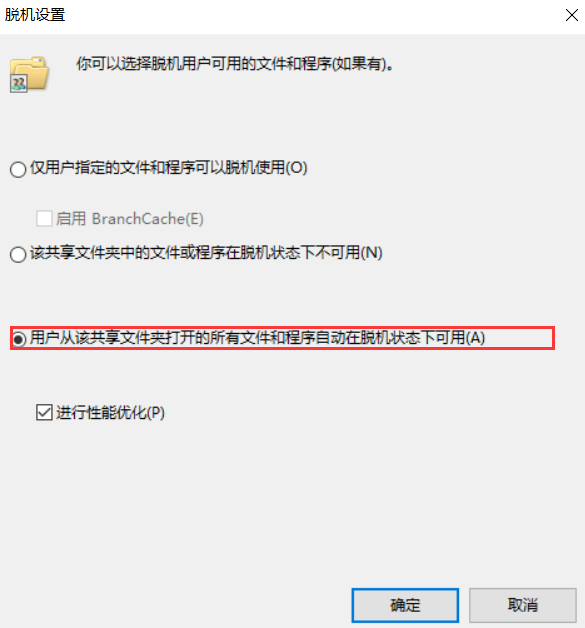 脱机设置
你可以选择脱机用户可用的文件和程序(如果有)。
仅用户指定的文件和程序可以脱机使用(O)
启用 BranchCache(E)
该共享文件夹中的文件或程序在脱机状态下不可用(N)
用户从该共享文件夹打开的所有文件和程序自动在脱机状态下可用(A)
进行性能优化(P)
确定
取消